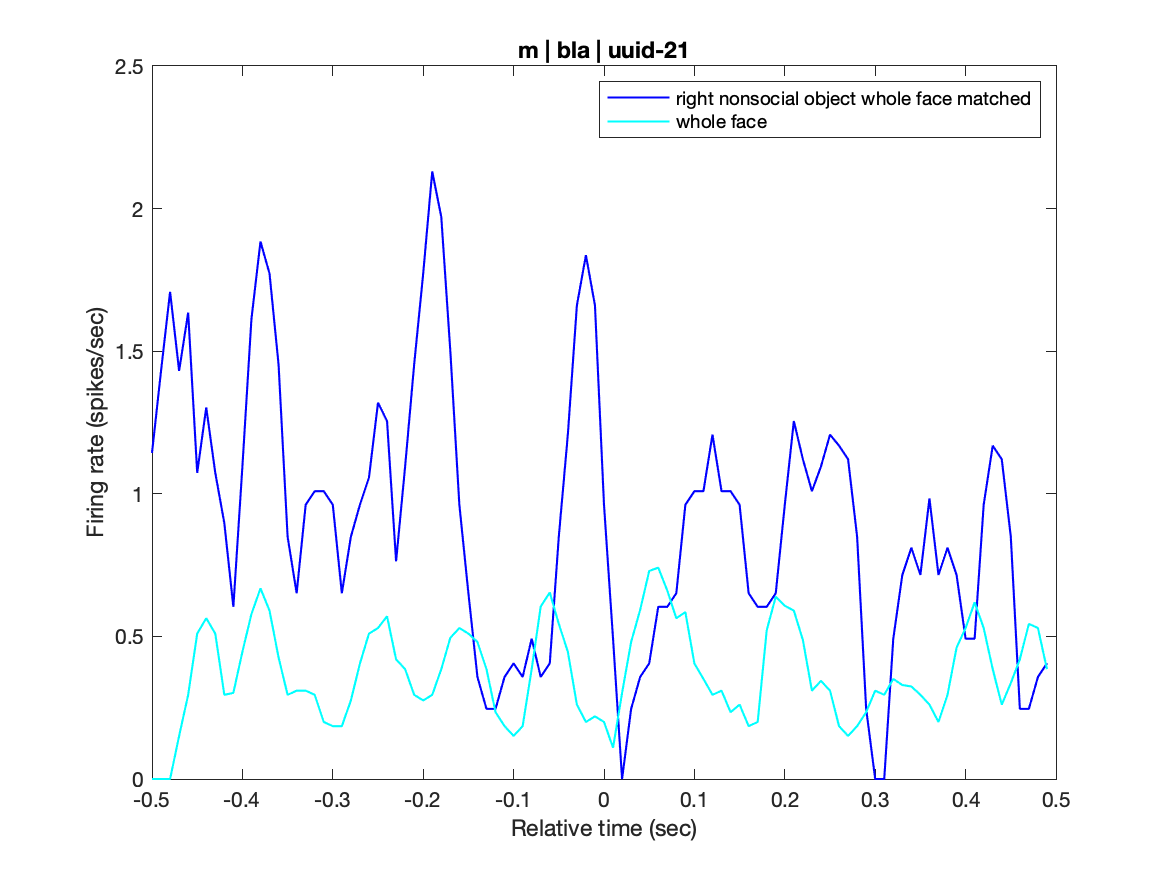 m | bla | uuid-21
2.5
right nonsocial object whole face matched
whole face
2
1.5
1
0.5
0
Firing rate (spikes/sec)
-0.5 -0.4 -0.3 -0.2 -0.1 0 0.1 0.2 0.3 0.4 0.5
Relative time (sec)